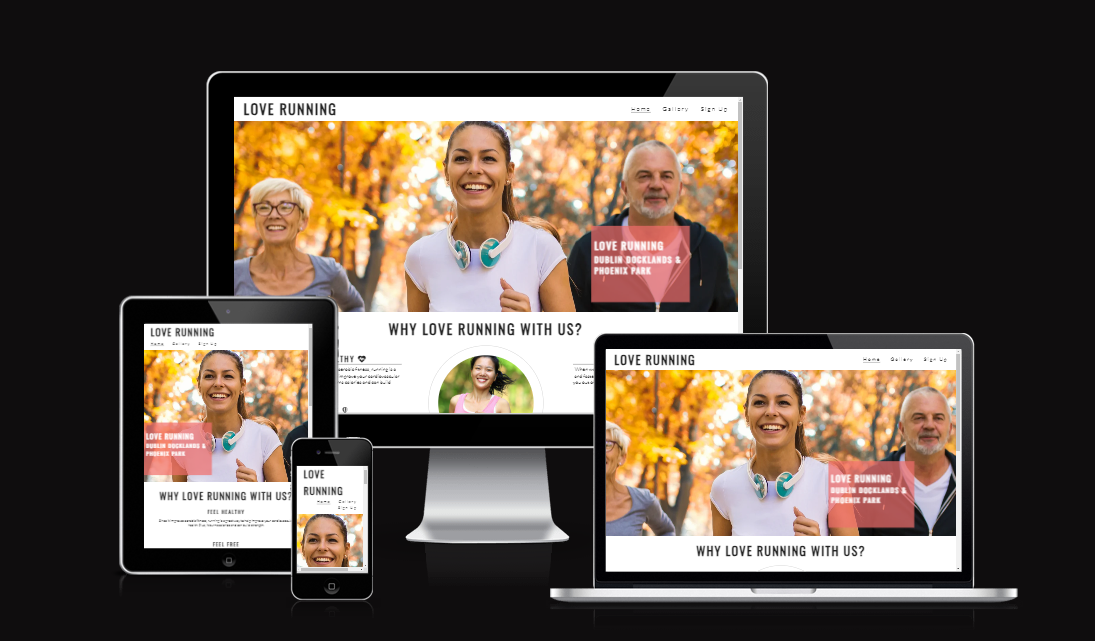 LOVE RUNNING
Home Gallery Sign Up
LOVE RUNNING
DUBLIN DOCKLANDS &
PHOENIX PARK
WHY LOVE RUNNING WITH US?
LOVE RUNNING
Home Gallery Sign Up
LOVE RUNNING
DUBLIN DOCKLANDS &
PHOENIX PARK
WHY LOVE RUNNING WITH US?
FEEL HEALTHY
FEEL FREE
LOVE
RUNNING
Home Gallery
Sign Up
LOVE RUNNING
Home Gallery Sign Up
LOVE RUNNING
DUBLIN DOCKLANDS &
PHOENIX PARK
WHY LOVE RUNNING WITH US?